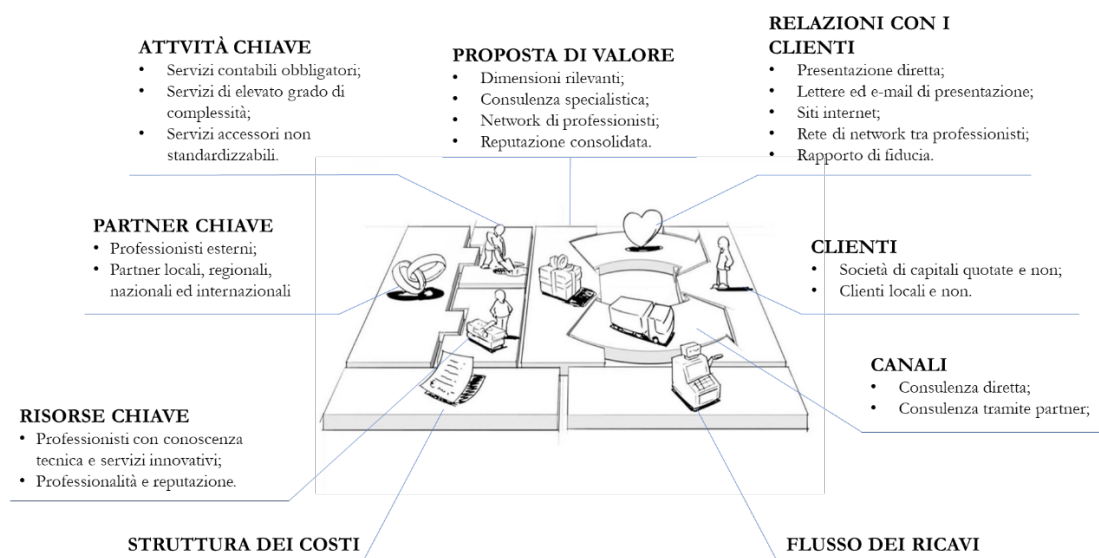 ATTVITÀ CHIAVE
• Servizi contabili obbligatori;
• Servizi di elevato grado di
complessità;
• Servizi accessori non
standardizzabili.
PROPOSTA DI VALORE
• Dimensioni rilevanti;
• Consulenza specialistica;
• Network di professionisti;
• Reputazione consolidata.
RELAZIONI CON I
CLIENTI
• Presentazione diretta;
• Lettere ed e-mail di presentazione;
• Siti internet;
• Rete di network tra professionisti;
• Rapporto di fiducia.
PARTNER CHIAVE
• Professionisti esterni;
• Partner locali, regionali,
nazionali ed internazionali
CLIENTI
• Società di capitali quotate e non;
• Clienti locali e non.
CANALI
• Consulenza diretta;
• Consulenza tramite partner;
RISORSE CHIAVE
• Professionisti con conoscenza
tecnica e servizi innovativi;
• Professionalità e reputazione.
STRUTTURA DEI COSTI
FLUSSO DEI RICAVI